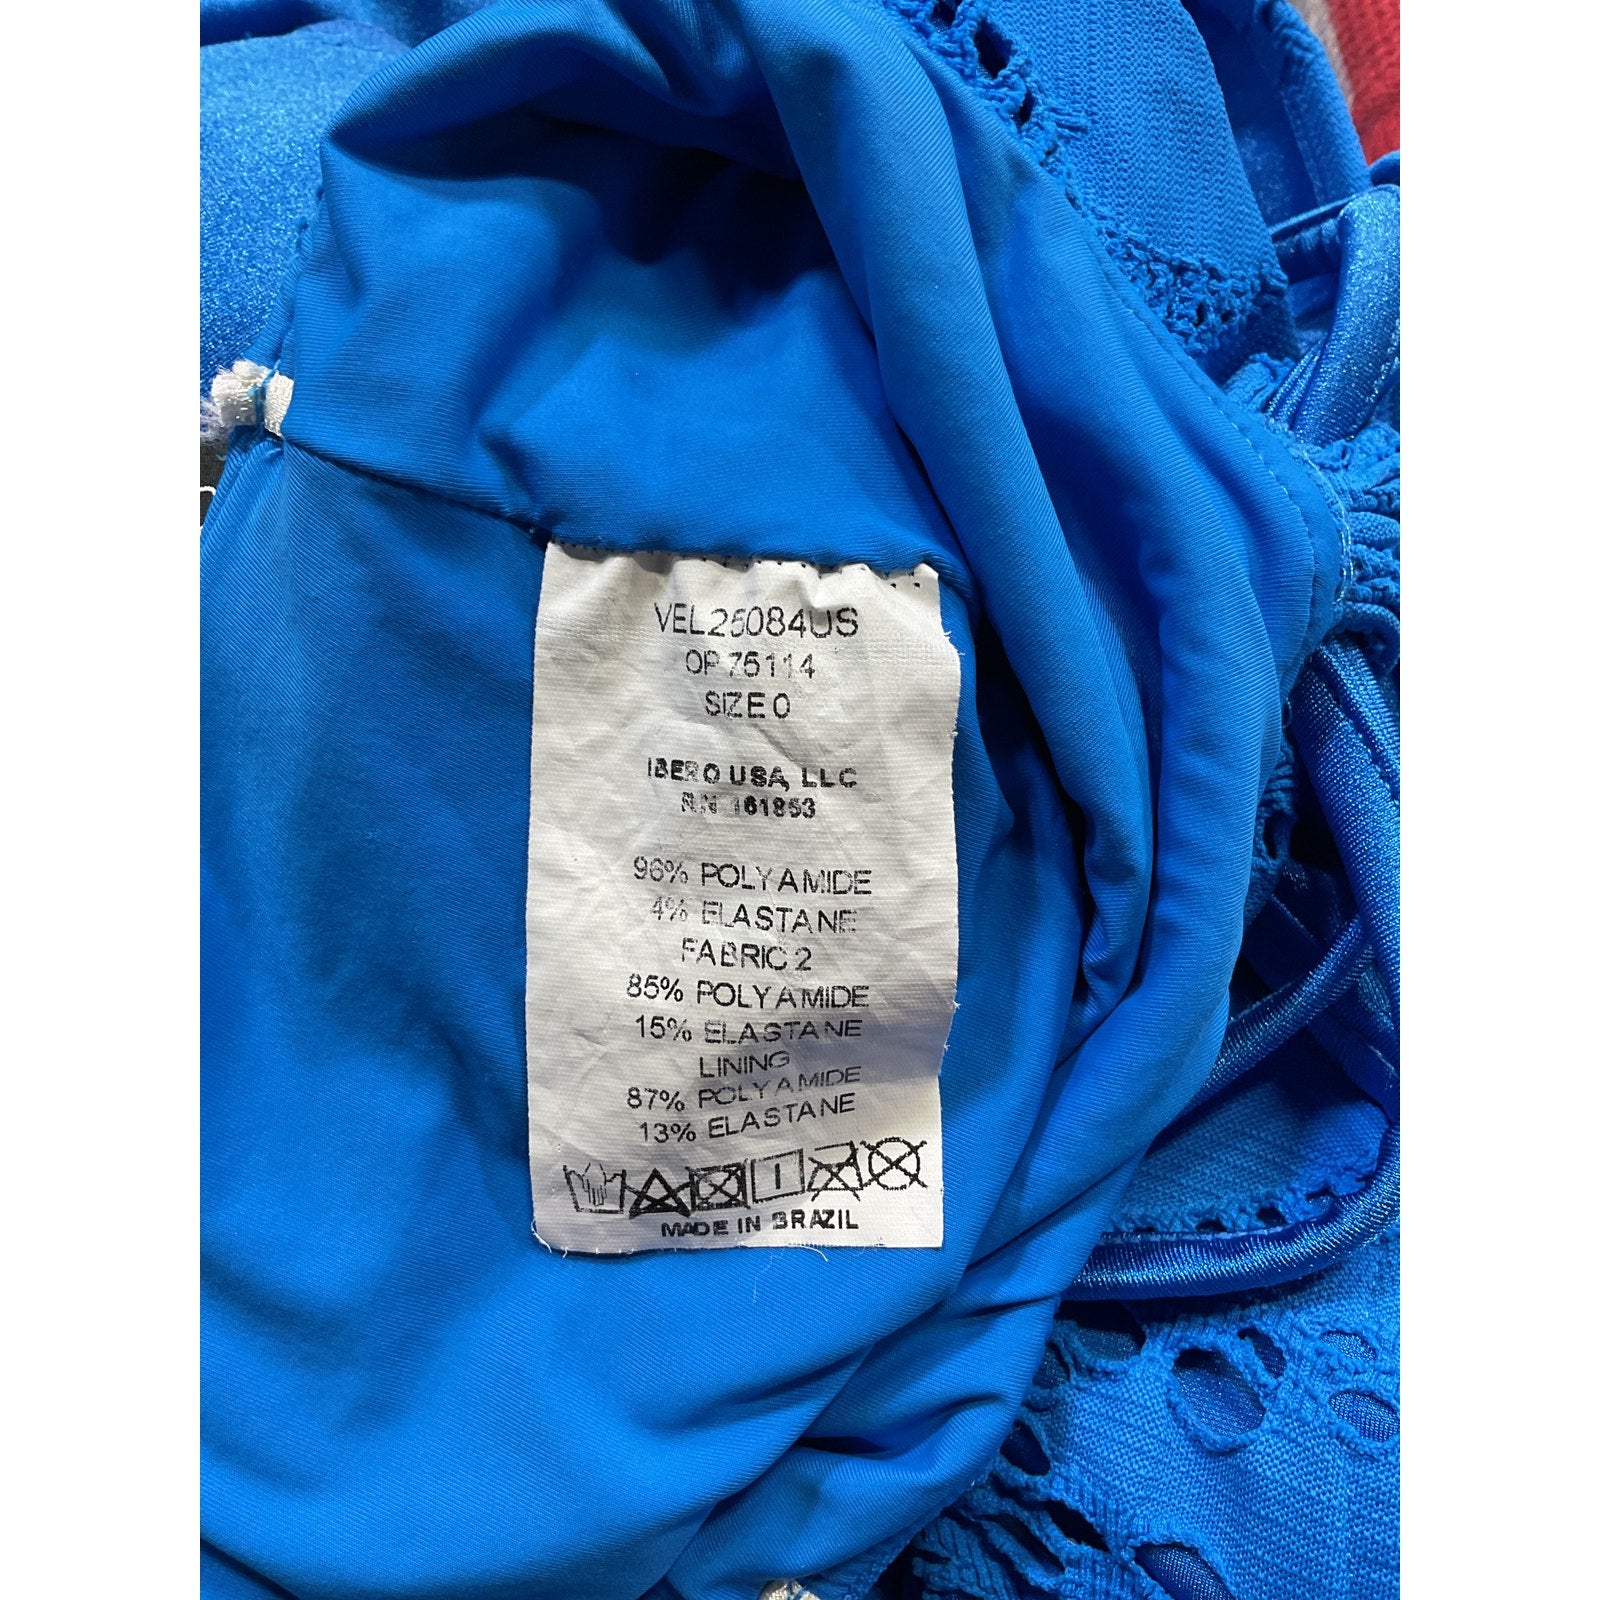 VEL25084US
OP 75114
SIZE 0
IBERO USA, LLC
RN 161853
96% POLYAMIDE
4% ELASTANE
FABRIC 2
85% POLYAMIDE
15% ELASTANE
LINING
87% POLYAMIDE
13% ELASTANE
MADE IN BRAZIL